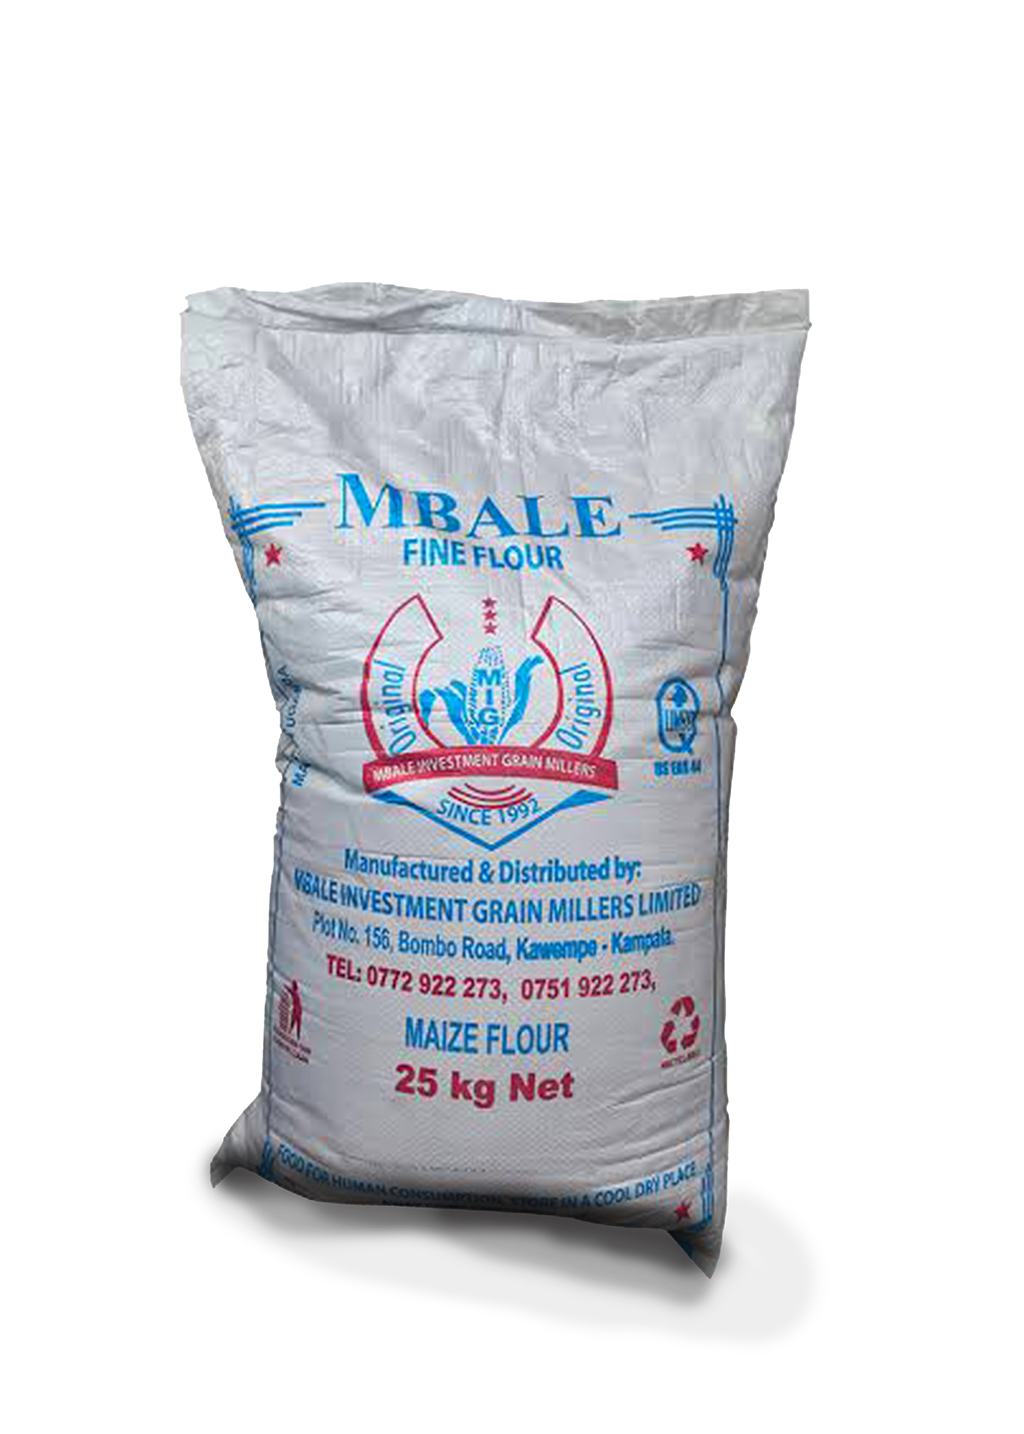 MBALE
FINE FLOUR
Original
Original
MIG
MBALE INVESTMENT GRAIN MILLERS
SINCE 1992
US EAS 44
Manufactured & Distributed by:
MBALE INVESTMENT GRAIN MILLERS LIMITED
Plot No. 156, Bombo Road, Kawempe - Kampala.
TEL: 0772 922 273, 0751 922 273,
MAIZE FLOUR
25 kg Net
RECYCLABLE
FOOD FOR HUMAN CONSUMPTION, STORE IN A COOL DRY PLACE